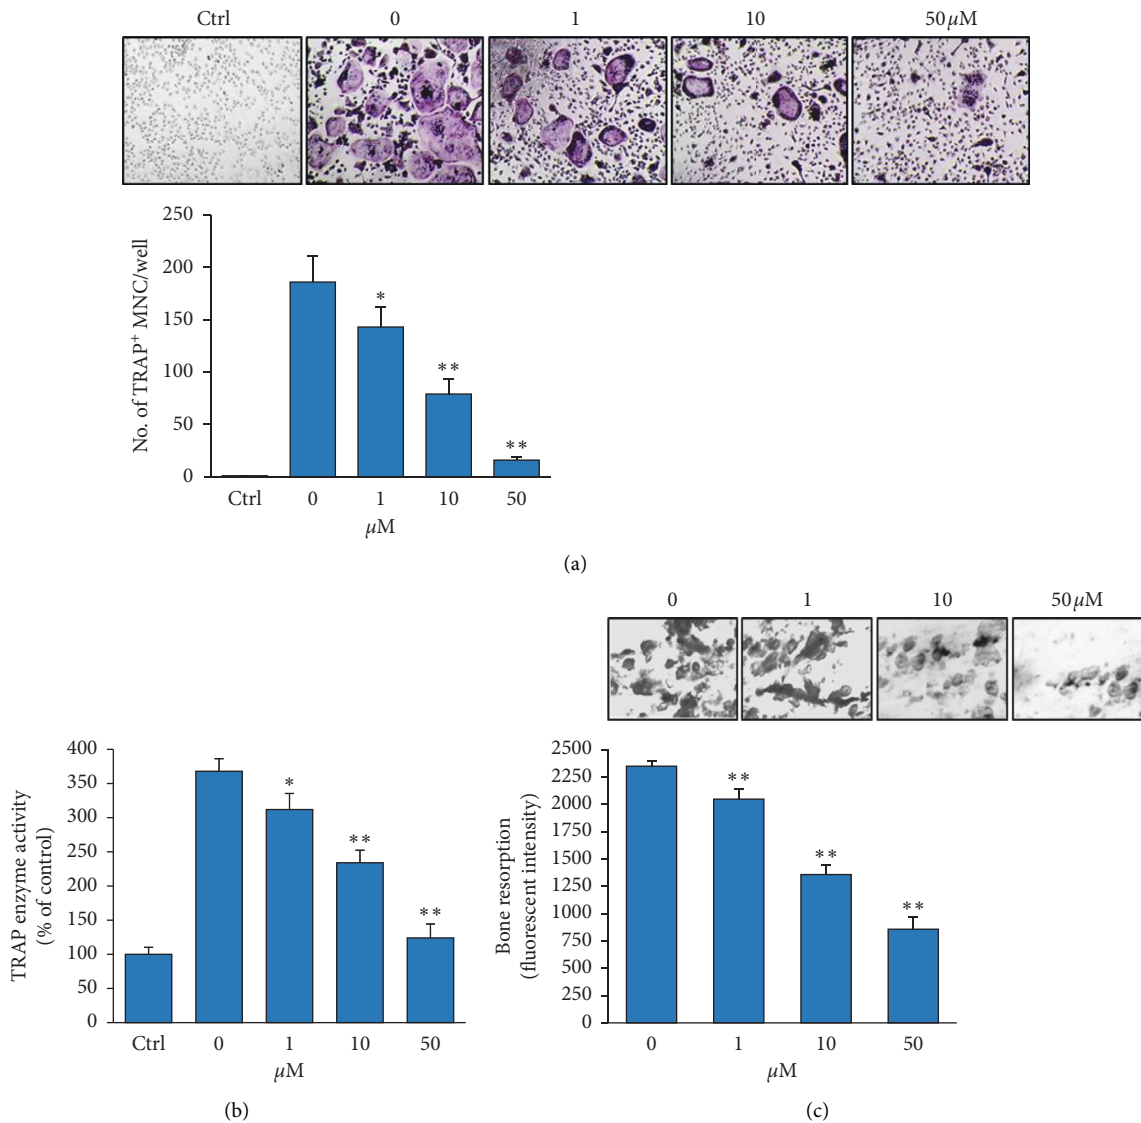 Ctrl 0 1 10 50 μM
250
200
150
100
50
0
No. of TRAP⁺ MNC/well
*
**
**
Ctrl 0 1 10 50
μM
(a)
400
350
300
250
200
150
100
50
0
TRAP enzyme activity
(% of control)
*
**
**
Ctrl 0 1 10 50
μM
(b)
0 1 10 50 μM
2500
2250
2000
1750
1500
1250
1000
750
500
250
0
Bone resorption
(fluorescent intensity)
**
**
**
0 1 10 50
μM
(c)